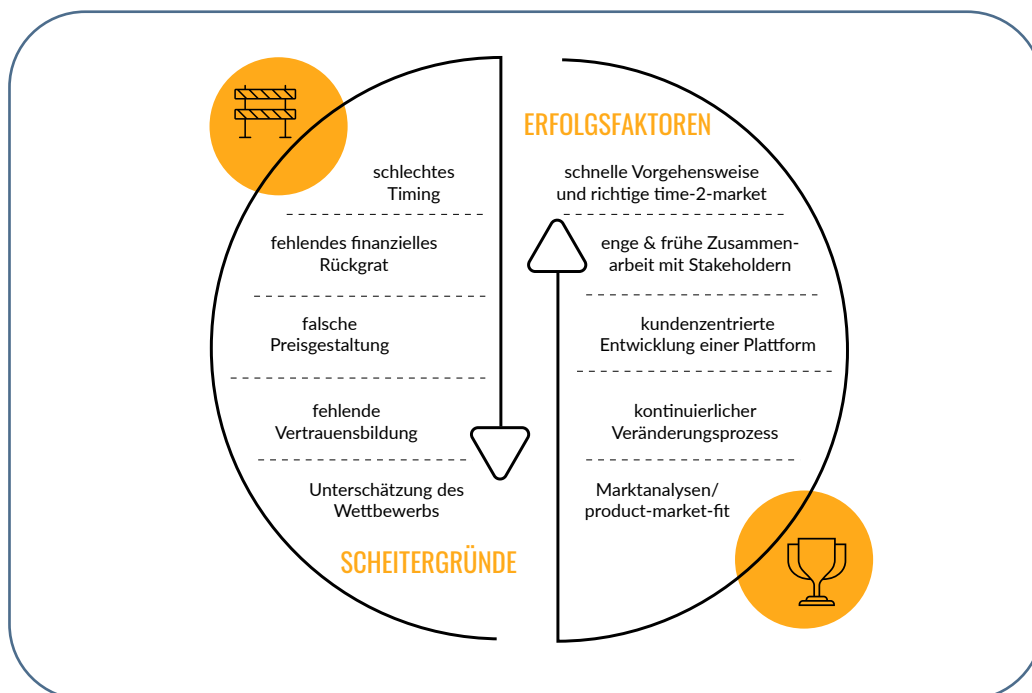 schlechtes
Timing
fehlendes finanzielles
Rückgrat
falsche
Preisgestaltung
fehlende
Vertrauensbildung
Unterschätzung des
Wettbewerbs
SCHEITERGRÜNDE
ERFOLGSFAKTOREN
schnelle Vorgehensweise
und richtige time-2-market
enge & frühe Zusammen-
arbeit mit Stakeholdern
kundenzentrierte
Entwicklung einer Plattform
kontinuierlicher
Veränderungsprozess
Marktanalysen/
product-market-fit